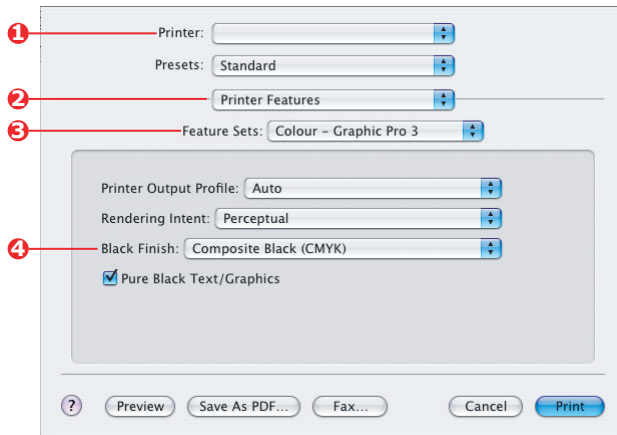 1 Printer:
Presets: Standard
2 Printer Features
3 Feature Sets: Colour – Graphic Pro 3
Printer Output Profile: Auto
Rendering Intent: Perceptual
4 Black Finish: Composite Black (CMYK)
Pure Black Text/Graphics
? Preview Save As PDF... Fax... Cancel Print